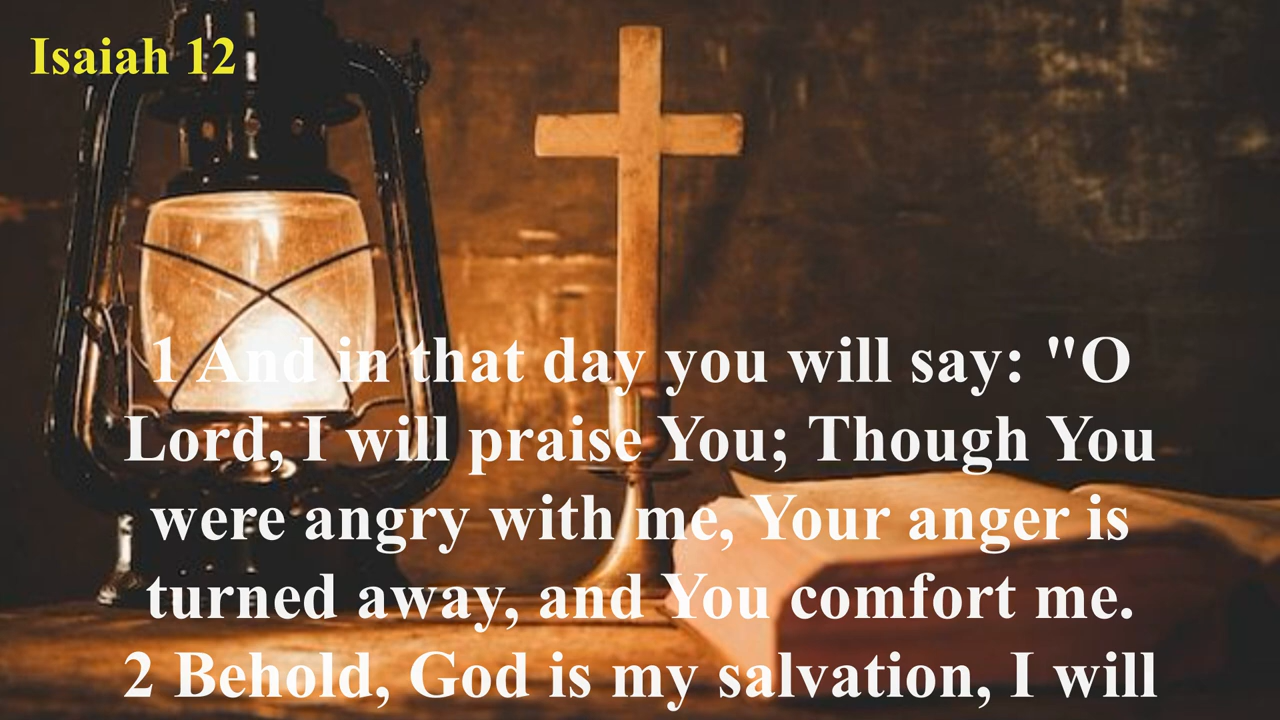 Isaiah 12
1 And in that day you will say: "O
Lord, I will praise You; Though You
were angry with me, Your anger is
turned away, and You comfort me.
2 Behold, God is my salvation, I will